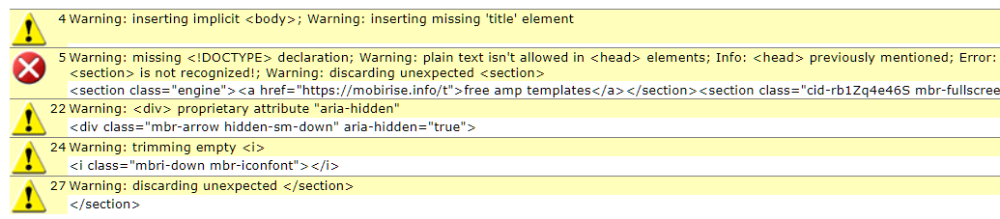 4 Warning: inserting implicit <body>; Warning: inserting missing 'title' element
5 Warning: missing <!DOCTYPE> declaration; Warning: plain text isn't allowed in <head> elements; Info: <head> previously mentioned; Error:
<section> is not recognized!; Warning: discarding unexpected <section>
<section class="engine"><a href="https://mobirise.info/t">free amp templates</a></section><section class="cid-rb1Zq4e46S mbr-fullscree
22 Warning: <div> proprietary attribute "aria-hidden"
<div class="mbr-arrow hidden-sm-down" aria-hidden="true">
24 Warning: trimming empty <i>
<i class="mbri-down mbr-iconfont"></i>
27 Warning: discarding unexpected </section>
</section>